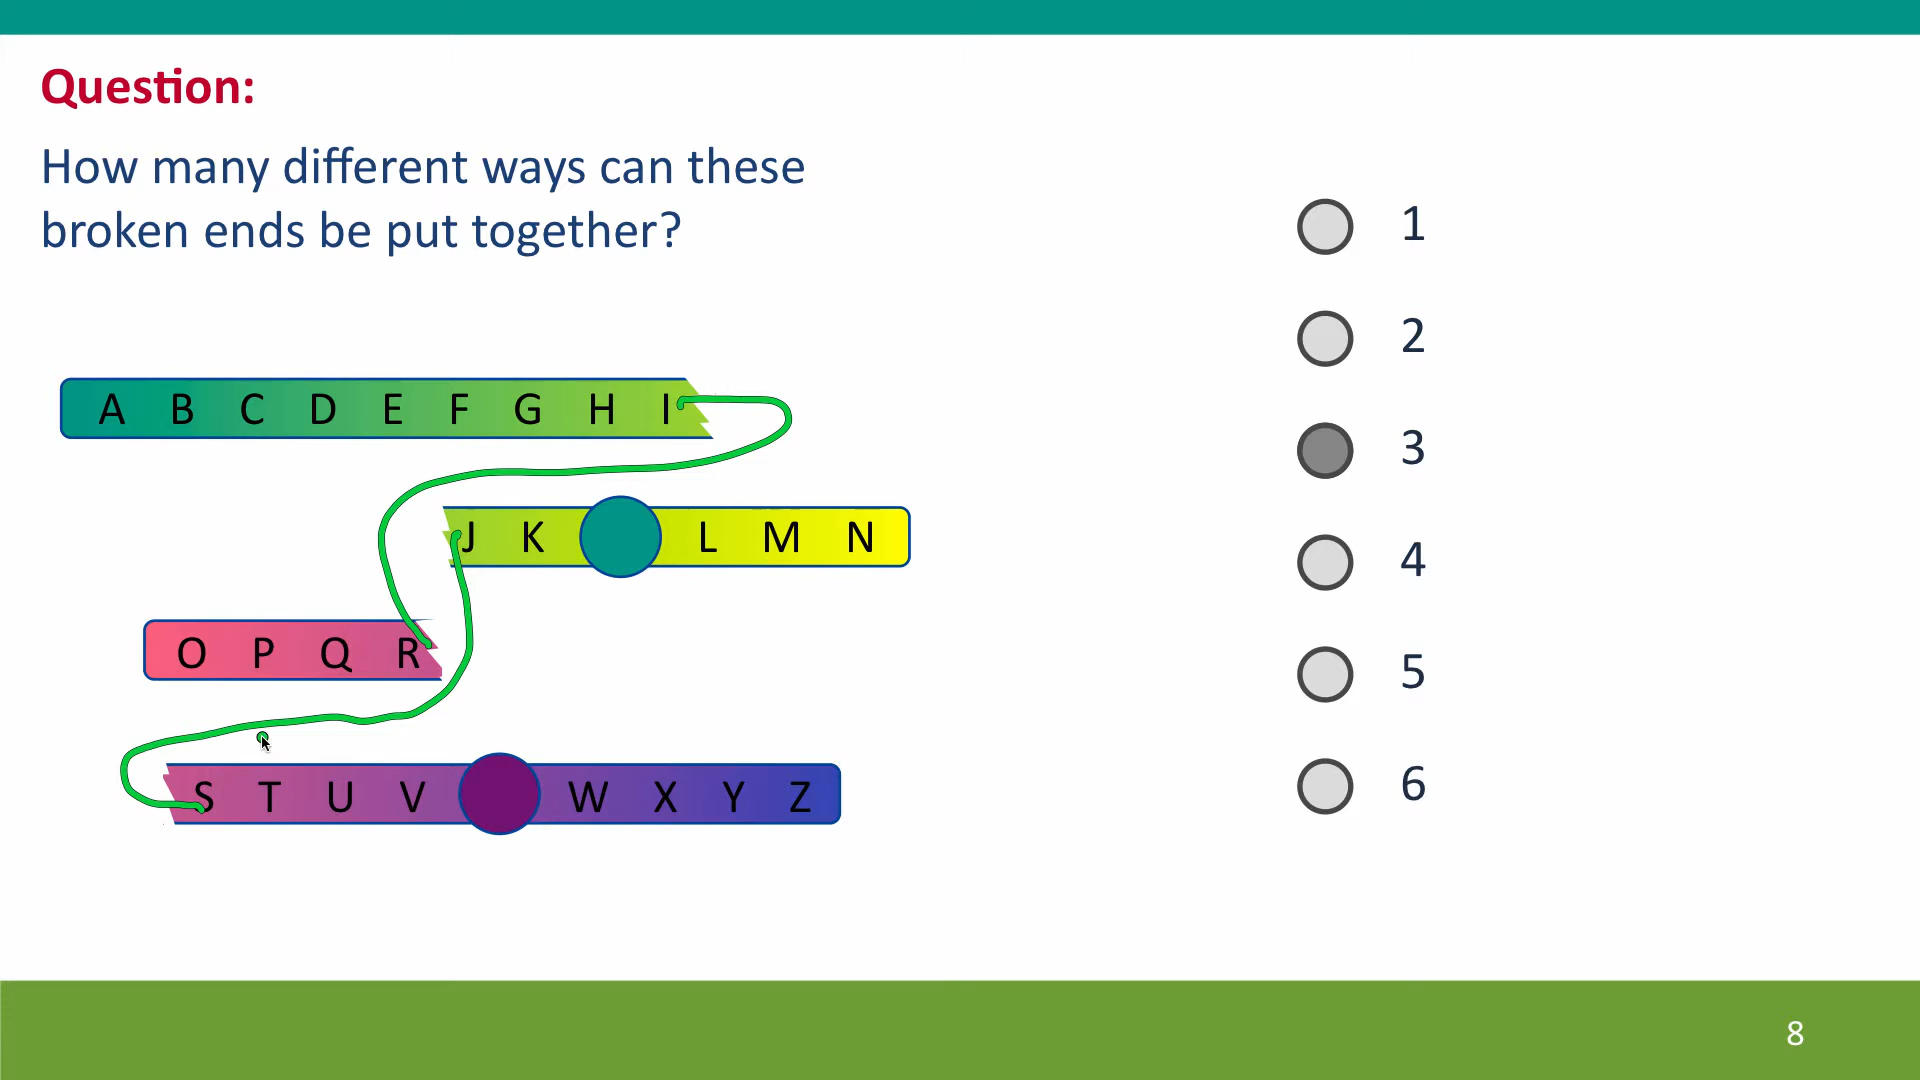 Question:
How many different ways can these
broken ends be put together?
A B C D E F G H I
J K L M N
O P Q R
S T U V W X Y Z
1
2
3
4
5
6
8